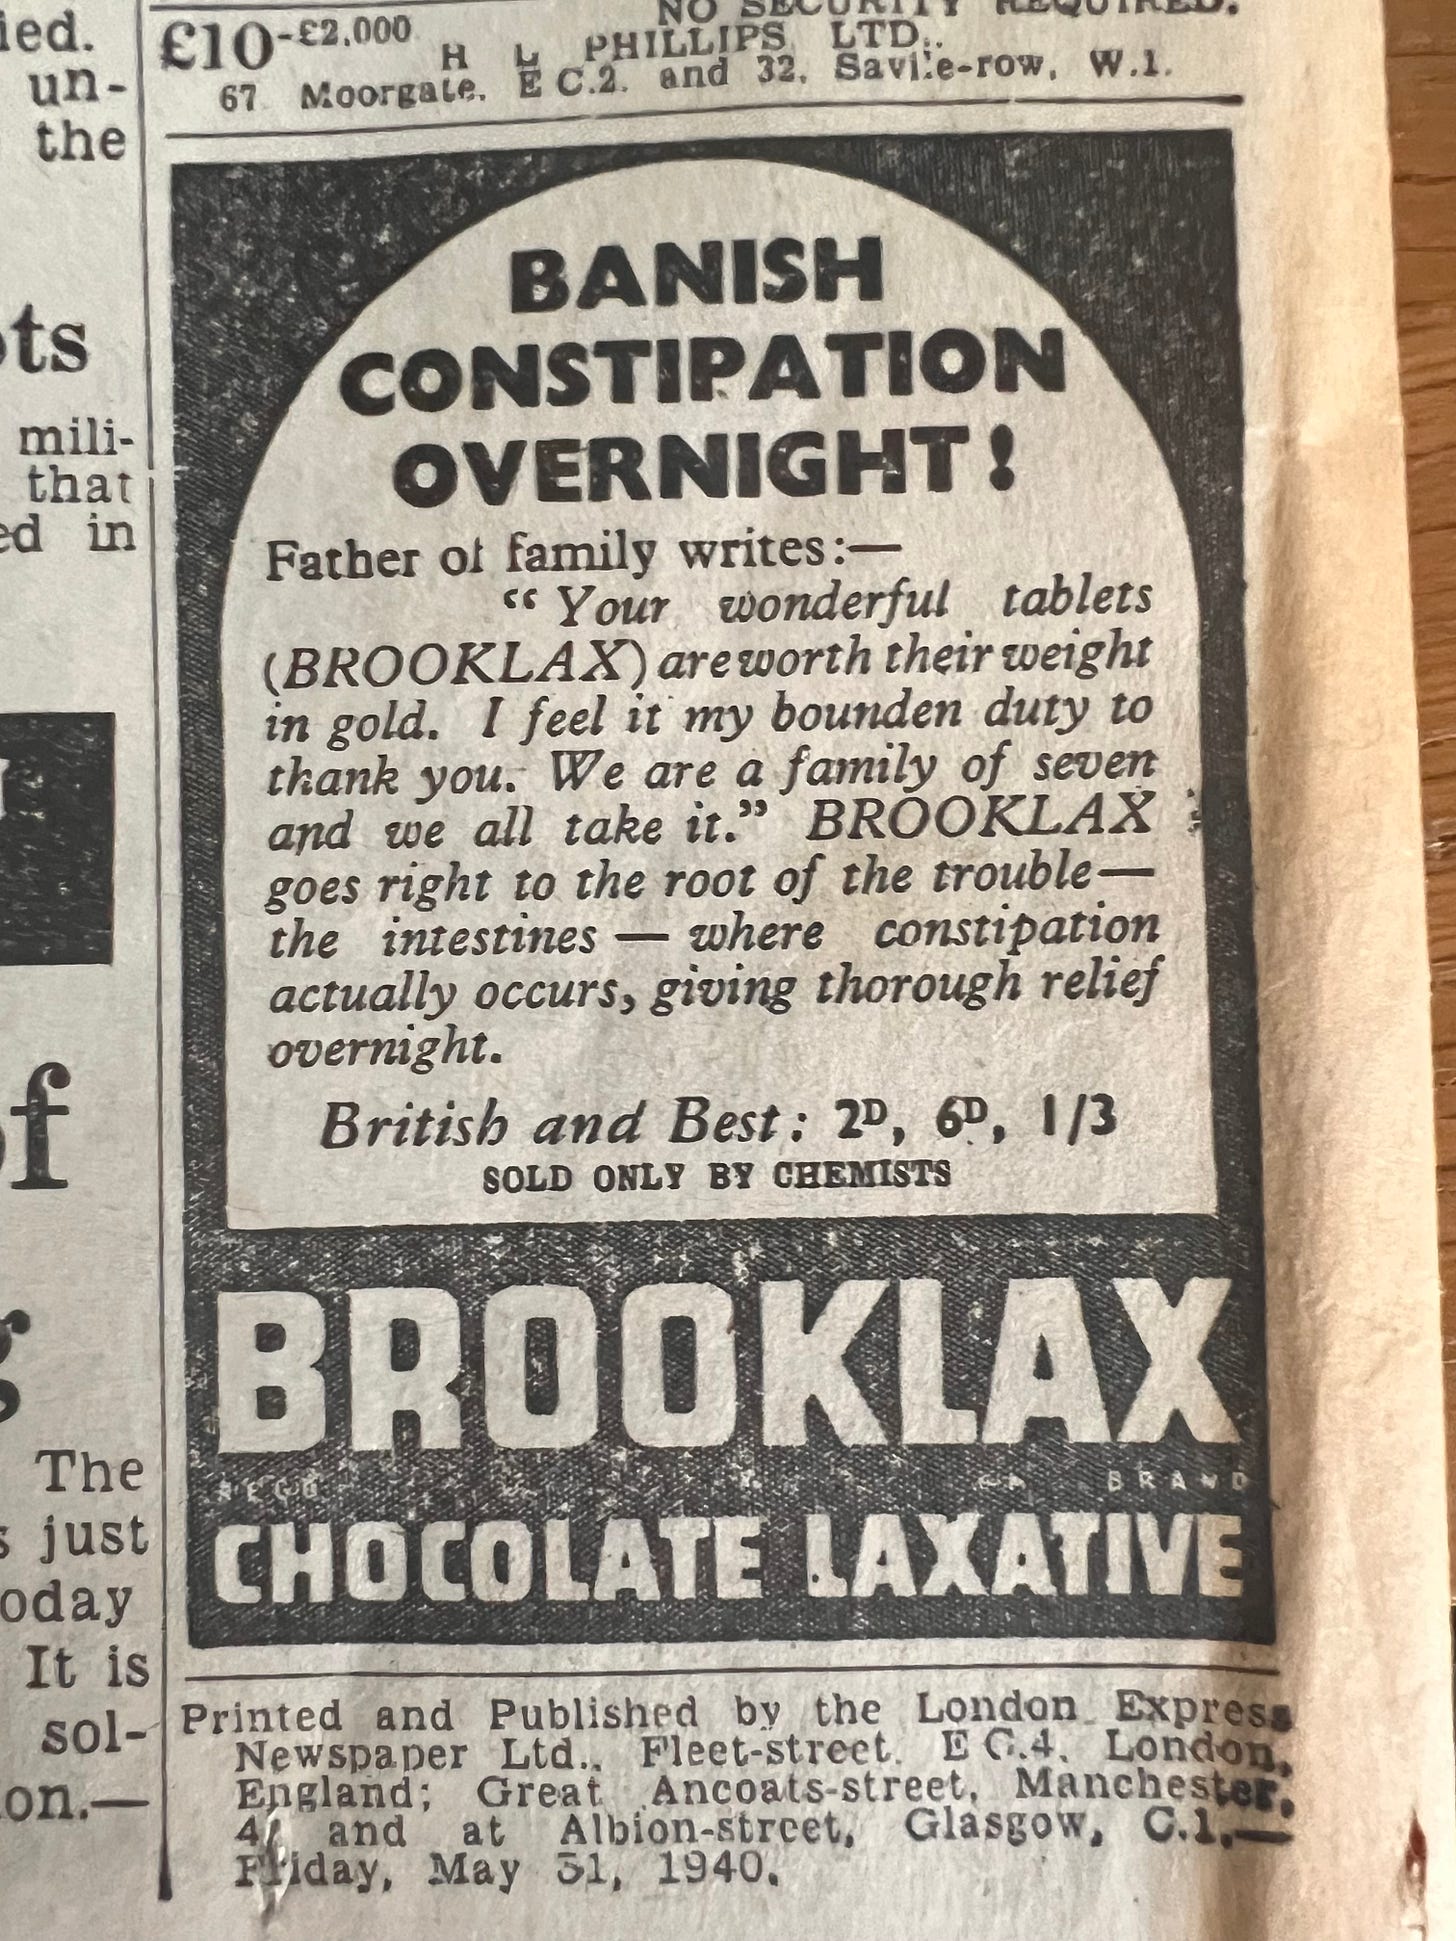 ied.
un-
the
ts
mili-
that
ed in
of
The
s just
oday
It is
sol-
on.—
NO SECURITY REQUIRED.
£10-£2,000
H L PHILLIPS LTD.,
67 Moorgate, E C.2. and 32, Savile-row, W.1.
BANISH
CONSTIPATION
OVERNIGHT!
Father of family writes:—
“Your wonderful tablets
(BROOKLAX) are worth their weight
in gold. I feel it my bounden duty to
thank you. We are a family of seven
and we all take it.” BROOKLAX
goes right to the root of the trouble—
the intestines — where constipation
actually occurs, giving thorough relief
overnight.
British and Best: 2D, 6D, 1/3
SOLD ONLY BY CHEMISTS
BROOKLAX
REGD BRAND
CHOCOLATE LAXATIVE
Printed and Published by the London Express
Newspaper Ltd., Fleet-street, E C.4, London,
England; Great Ancoats-street, Manchester,
4; and at Albion-street, Glasgow, C.1.—
Friday, May 31, 1940.